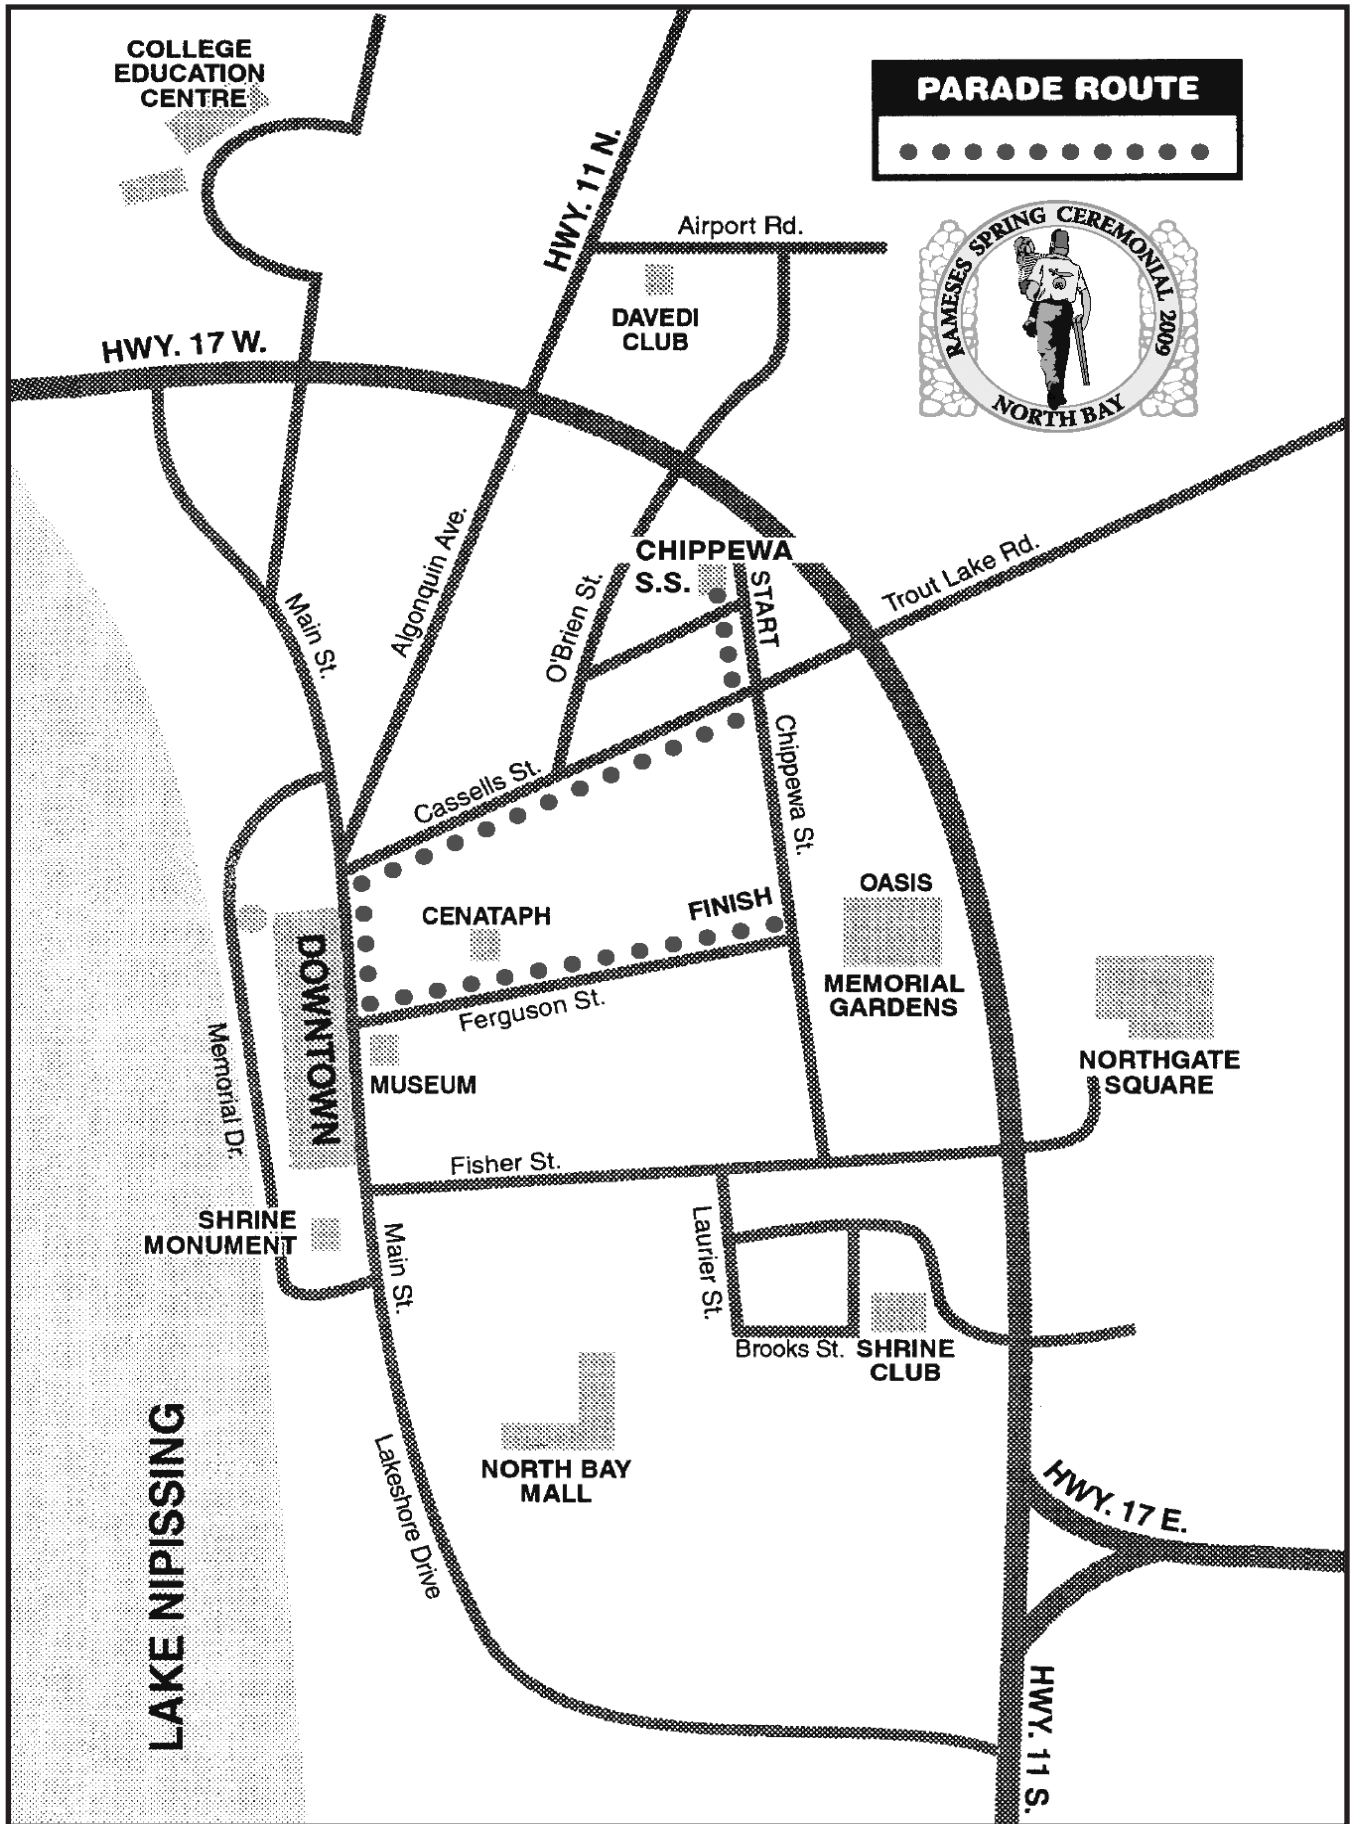 COLLEGE
EDUCATION
CENTRE
PARADE ROUTE
HWY. 11 N.
Airport Rd.
RAMESES SPRING CEREMONIAL 2009
NORTH BAY
DAVEDI
CLUB
HWY. 17 W.
Algonquin Ave.
CHIPPEWA
S.S.
START
Trout Lake Rd.
O'Brien St.
Main St.
Chippewa St.
Cassells St.
OASIS
FINISH
CENATAPH
DOWNTOWN
MEMORIAL
GARDENS
Ferguson St.
Memorial Dr.
MUSEUM
NORTHGATE
SQUARE
Fisher St.
SHRINE
MONUMENT
Main St.
Laurier St.
Brooks St.
SHRINE
CLUB
LAKE NIPISSING
Lakeshore Drive
NORTH BAY
MALL
HWY. 17 E.
HWY. 11 S.